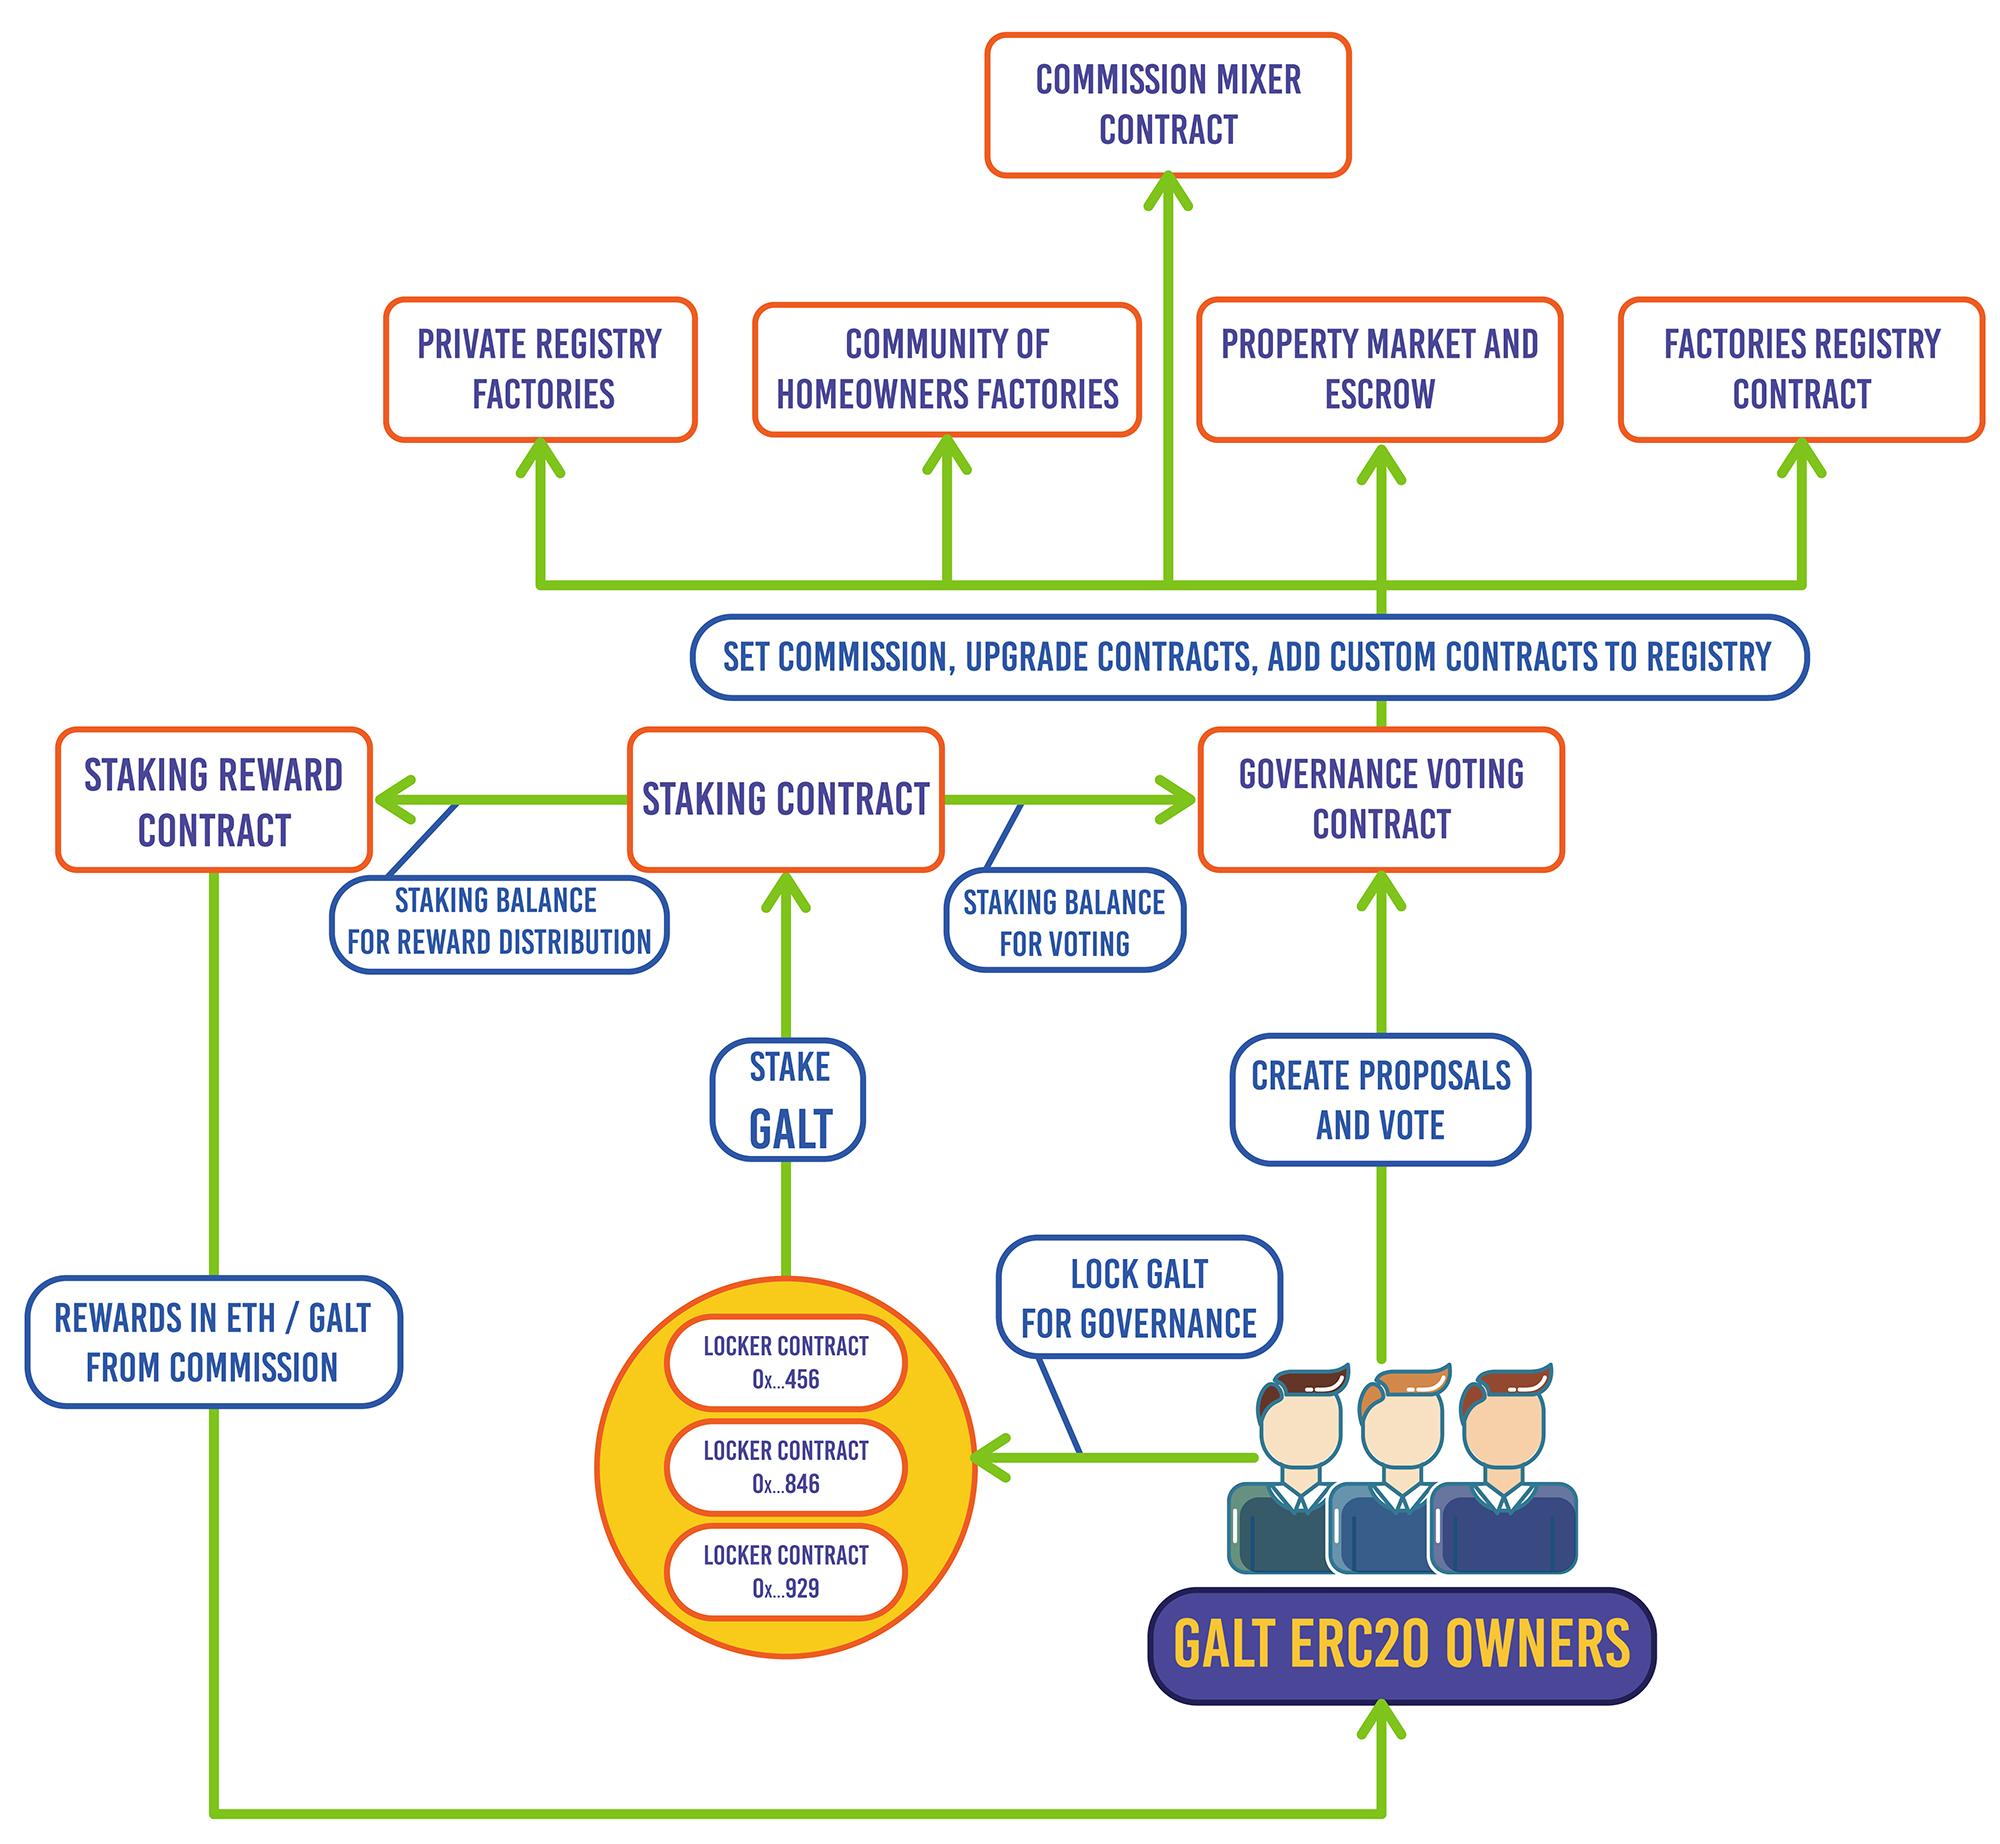 COMMISSION MIXER
CONTRACT
PRIVATE REGISTRY
FACTORIES
COMMUNITY OF
HOMEOWNERS FACTORIES
PROPERTY MARKET AND
ESCROW
FACTORIES REGISTRY
CONTRACT
SET COMMISSION, UPGRADE CONTRACTS, ADD CUSTOM CONTRACTS TO REGISTRY
STAKING REWARD
CONTRACT
STAKING CONTRACT
GOVERNANCE VOTING
CONTRACT
STAKING BALANCE
FOR REWARD DISTRIBUTION
STAKING BALANCE
FOR VOTING
STAKE
GALT
CREATE PROPOSALS
AND VOTE
REWARDS IN ETH / GALT
FROM COMMISSION
LOCK GALT
FOR GOVERNANCE
LOCKER CONTRACT
0x...456
LOCKER CONTRACT
0x...846
LOCKER CONTRACT
0x...929
GALT ERC20 OWNERS